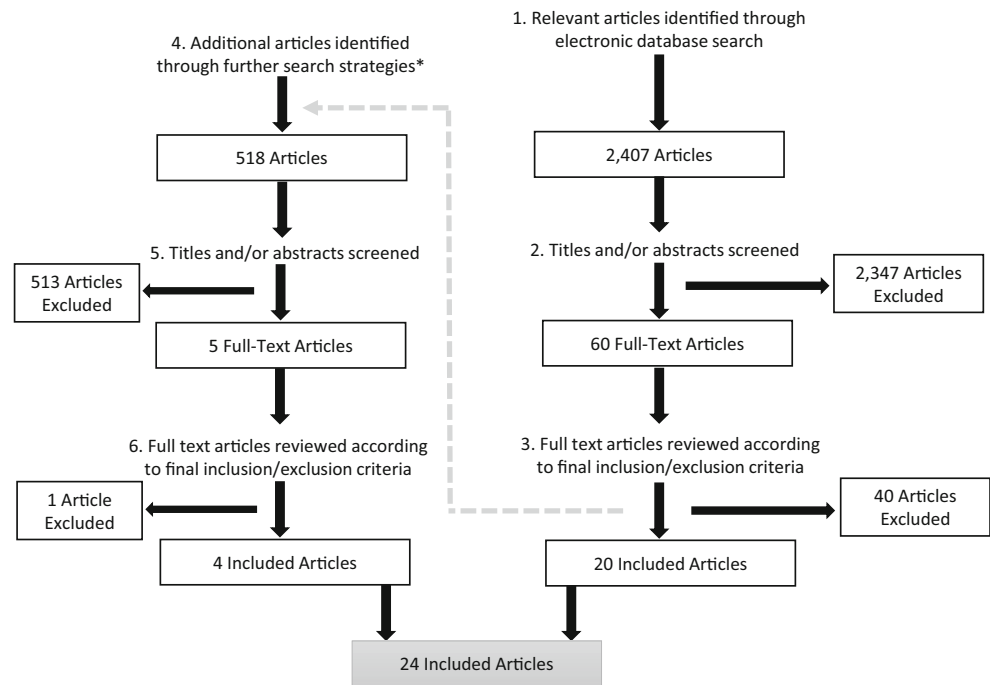 1. Relevant articles identified through
electronic database search
2,407 Articles
2. Titles and/or abstracts screened
2,347 Articles
Excluded
60 Full-Text Articles
3. Full text articles reviewed according
to final inclusion/exclusion criteria
40 Articles
Excluded
20 Included Articles
4. Additional articles identified
through further search strategies*
518 Articles
5. Titles and/or abstracts screened
513 Articles
Excluded
5 Full-Text Articles
6. Full text articles reviewed according
to final inclusion/exclusion criteria
1 Article
Excluded
4 Included Articles
24 Included Articles